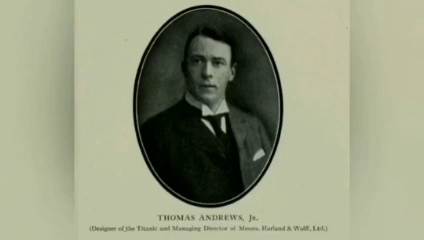 THOMAS ANDREWS, Jr.
(Designer of the Titanic and Managing Director of Messrs. Harland & Wolff, Ltd.)